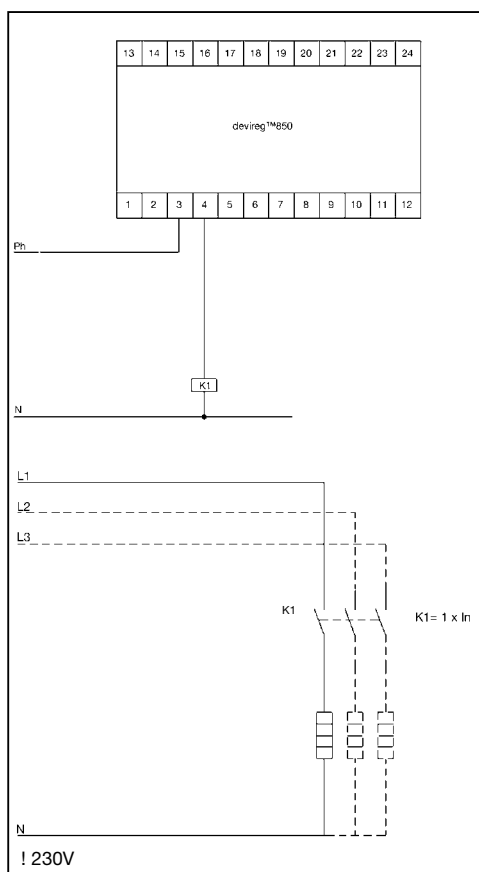 13 14 15 16 17 18 19 20 21 22 23 24
devireg™850
1 2 3 4 5 6 7 8 9 10 11 12
Ph
K1
N
L1
L2
L3
K1
K1= 1 x In
N
! 230V